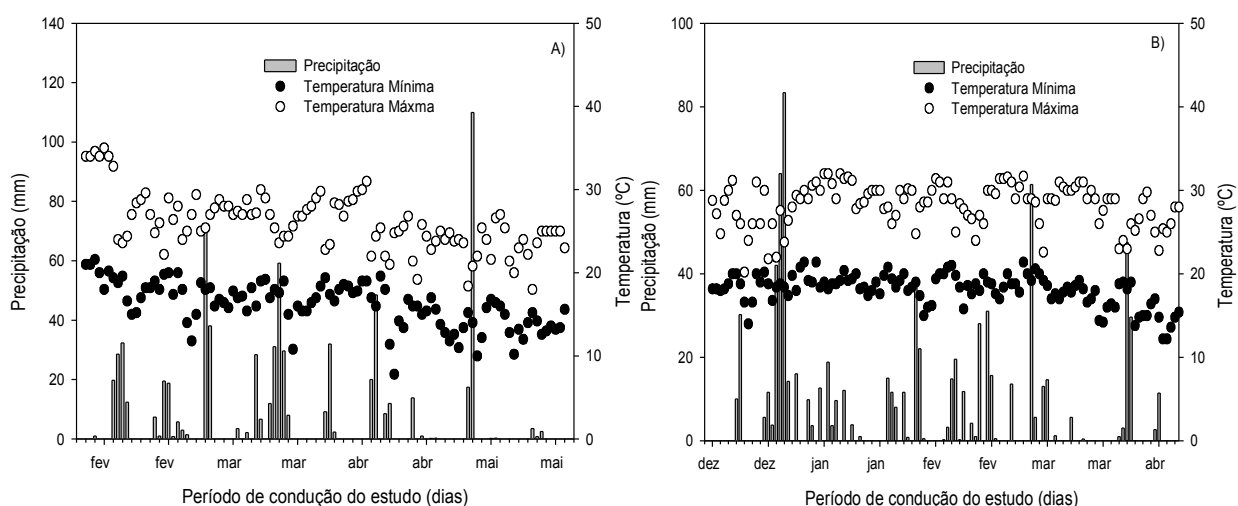 A)
Precipitação
Temperatura Mínima
Temperatura Máxma
Precipitação (mm)
140
120
100
80
60
40
20
0
50
40
30
20
10
0
Temperatura (ºC)
fev fev mar mar abr abr mai mai
Período de condução do estudo (dias)
B)
Precipitação
Temperatura Mínima
Temperatura Máxima
Precipitação (mm)
100
80
60
40
20
0
50
40
30
20
10
0
Temperatura (ºC)
dez dez jan jan fev fev mar mar abr
Período de condução do estudo (dias)